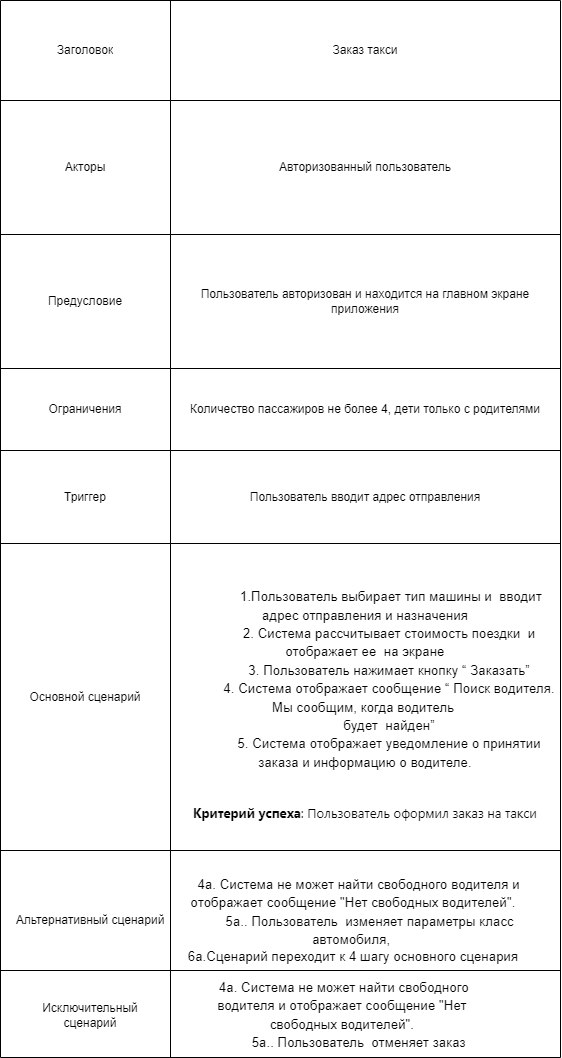 Заголовок
Заказ такси
Акторы
Авторизованный пользователь
Предусловие
Пользователь авторизован и находится на главном экране
приложения
Ограничения
Количество пассажиров не более 4, дети только с родителями
Триггер
Пользователь вводит адрес отправления
Основной сценарий
1.Пользователь выбирает тип машины и вводит
адрес отправления и назначения
2. Система рассчитывает стоимость поездки и
отображает ее на экране
3. Пользователь нажимает кнопку “ Заказать”
4. Система отображает сообщение “ Поиск водителя.
Мы сообщим, когда водитель
будет найден”
5. Система отображает уведомление о принятии
заказа и информацию о водителе.
Критерий успеха: Пользователь оформил заказ на такси
Альтернативный сценарий
4а. Система не может найти свободного водителя и
отображает сообщение "Нет свободных водителей".
5а.. Пользователь изменяет параметры класс
автомобиля,
6а.Сценарий переходит к 4 шагу основного сценария
Исключительный
сценарий
4а. Система не может найти свободного
водителя и отображает сообщение "Нет
свободных водителей".
5а.. Пользователь отменяет заказ